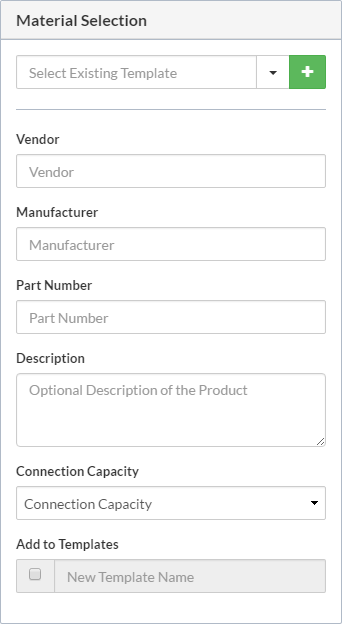 Material Selection
Select Existing Template
Vendor
Vendor
Manufacturer
Manufacturer
Part Number
Part Number
Description
Optional Description of the Product
Connection Capacity
Connection Capacity
Add to Templates
New Template Name